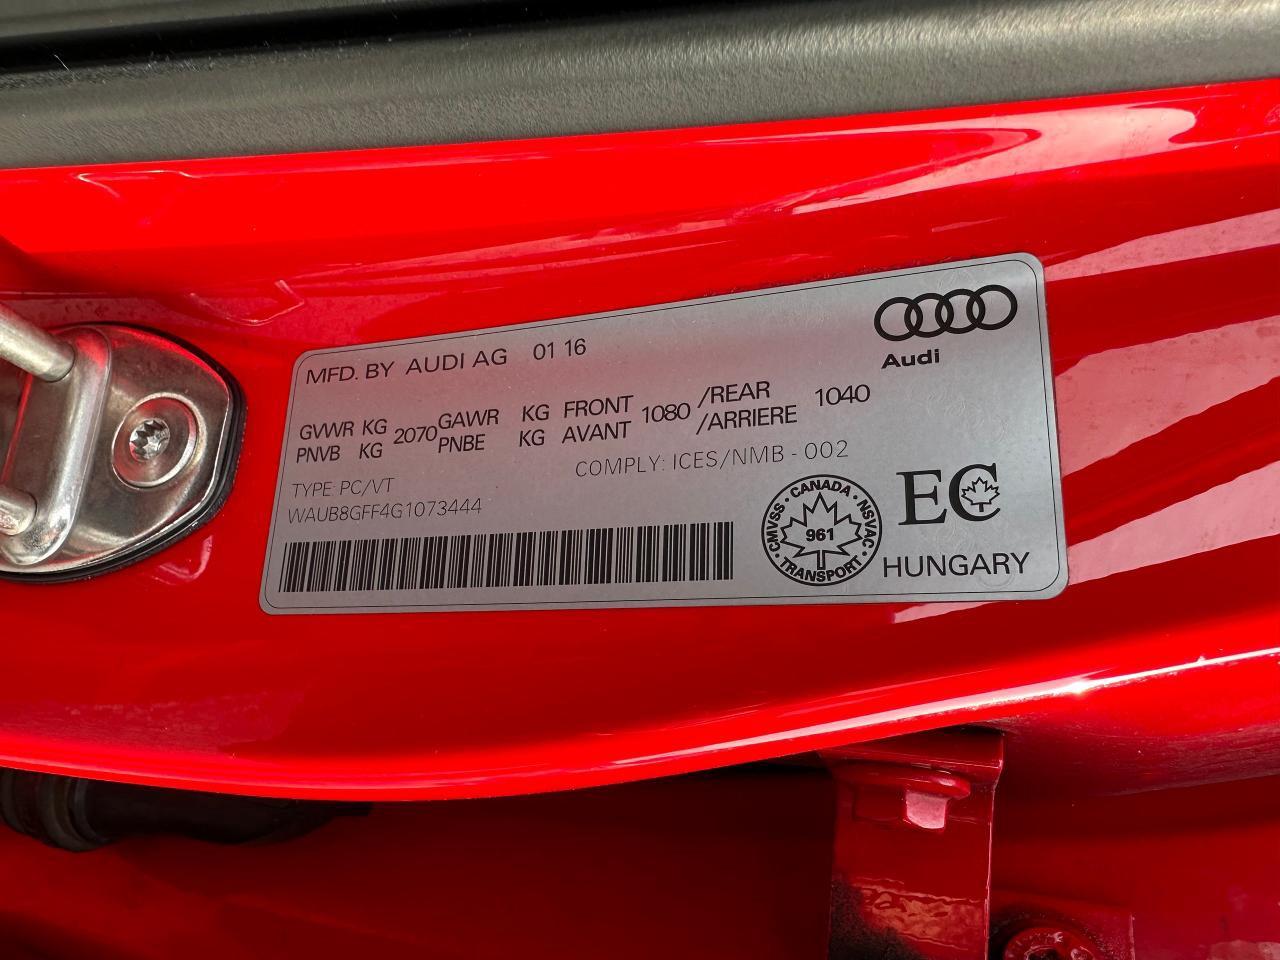 MFD. BY AUDI AG 01 16
Audi
GVWR KG 2070 GAWR KG FRONT 1080 /REAR 1040
PNVB KG PNBE KG AVANT /ARRIERE
COMPLY: ICES/NMB - 002
TYPE: PC/VT
WAUB8GFF4G1073444
CANADA · NSVAC · TRANSPORT · CMVSS ·
961
EC
HUNGARY